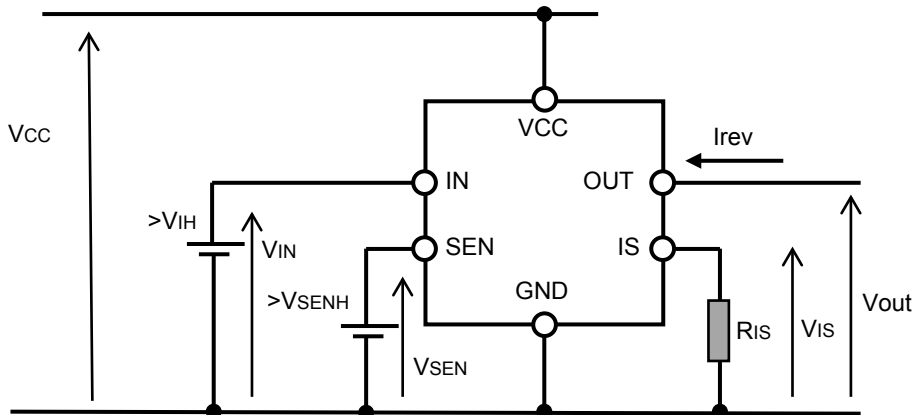 VCC
VCC
Irev
IN
OUT
>VIH
VIN
SEN
IS
>VSENH
GND
VSEN
RIS
VIS
Vout